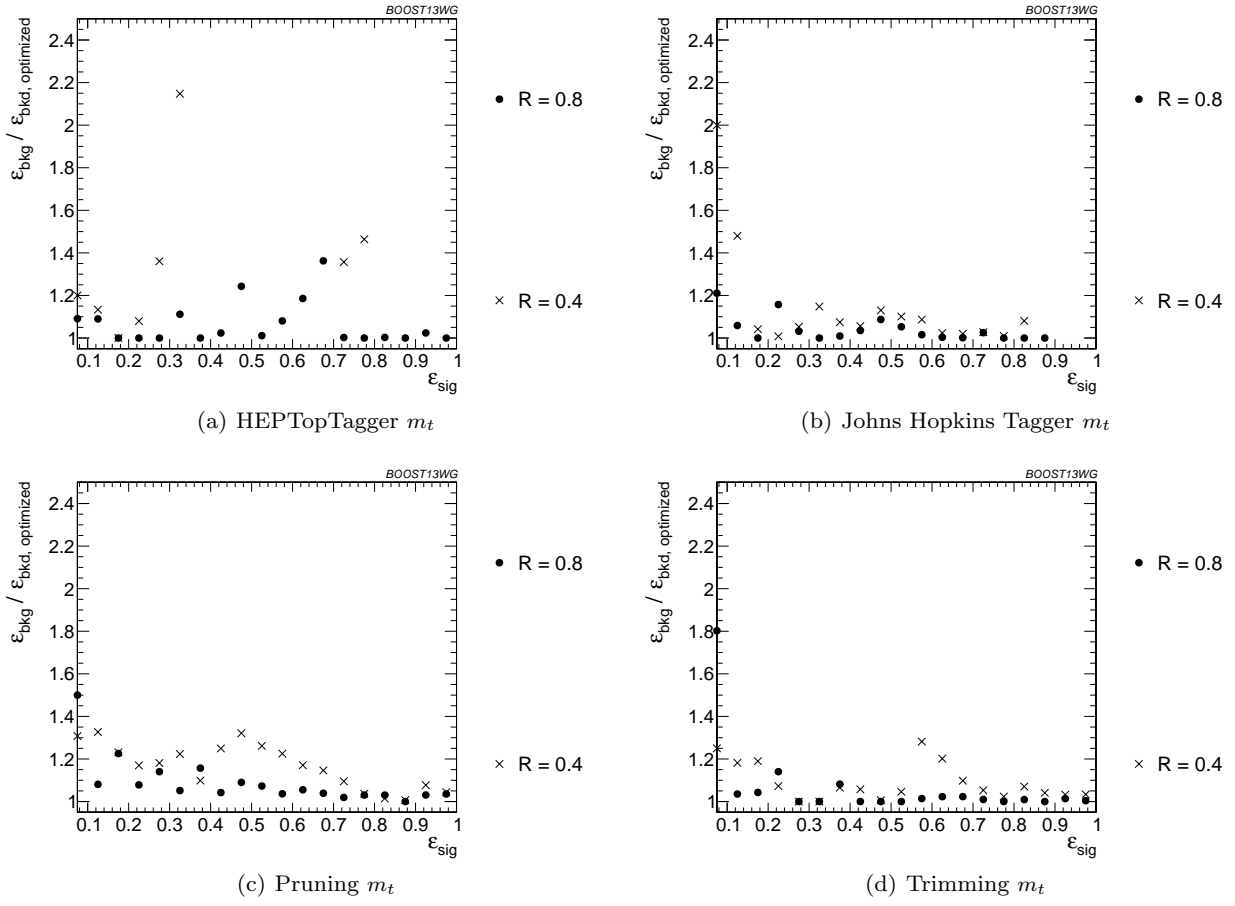 BOOST13WG
ε_bkg / ε_bkd, optimized
2.4
2.2
2
1.8
1.6
1.4
1.2
1
0.1 0.2 0.3 0.4 0.5 0.6 0.7 0.8 0.9 1
ε_sig
R = 0.8
R = 0.4
(a) HEPTopTagger m_t
BOOST13WG
ε_bkg / ε_bkd, optimized
2.4
2.2
2
1.8
1.6
1.4
1.2
1
0.1 0.2 0.3 0.4 0.5 0.6 0.7 0.8 0.9 1
ε_sig
R = 0.8
R = 0.4
(b) Johns Hopkins Tagger m_t
BOOST13WG
ε_bkg / ε_bkd, optimized
2.4
2.2
2
1.8
1.6
1.4
1.2
1
0.1 0.2 0.3 0.4 0.5 0.6 0.7 0.8 0.9 1
ε_sig
R = 0.8
R = 0.4
(c) Pruning m_t
BOOST13WG
ε_bkg / ε_bkd, optimized
2.4
2.2
2
1.8
1.6
1.4
1.2
1
0.1 0.2 0.3 0.4 0.5 0.6 0.7 0.8 0.9 1
ε_sig
R = 0.8
R = 0.4
(d) Trimming m_t